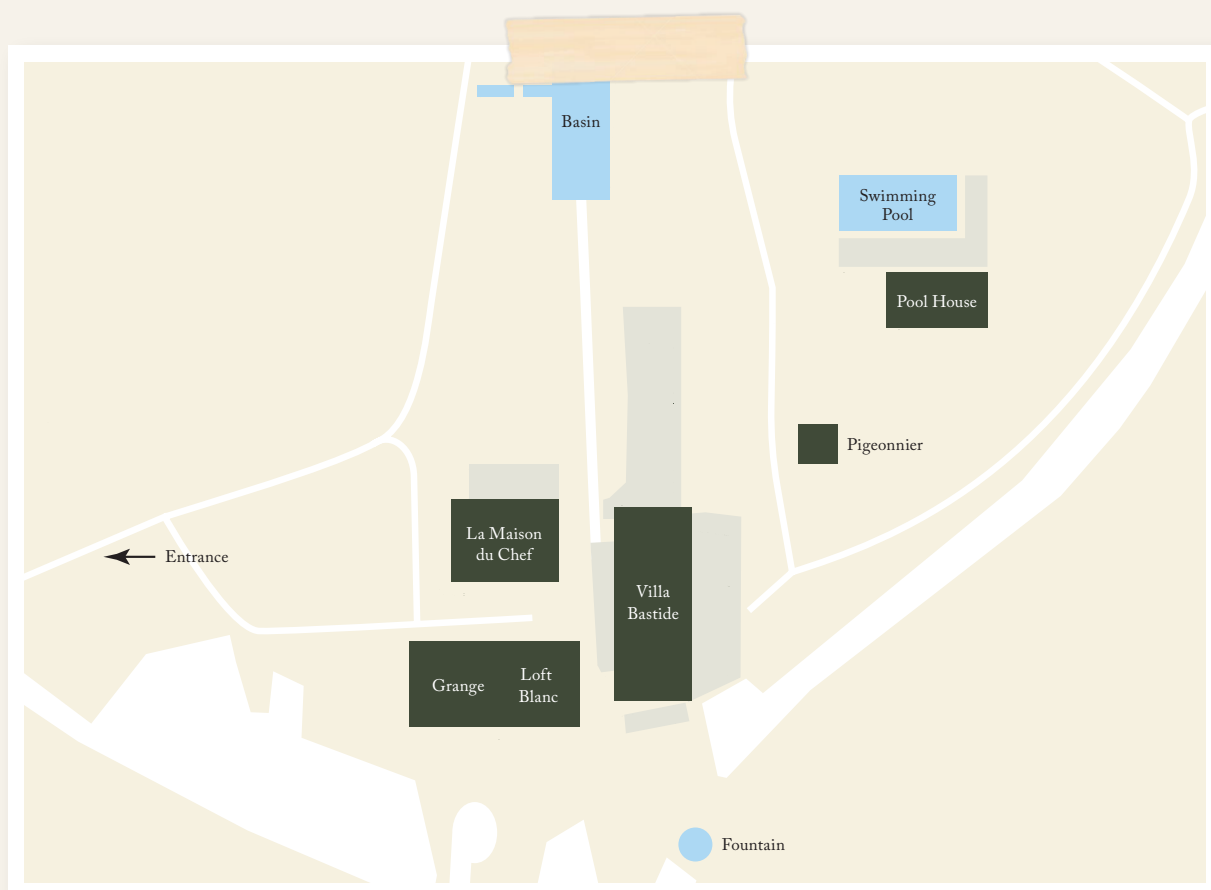 Basin
Swimming
Pool
Pool House
Pigeonnier
La Maison
du Chef
Entrance
Villa
Bastide
Grange
Loft
Blanc
Fountain